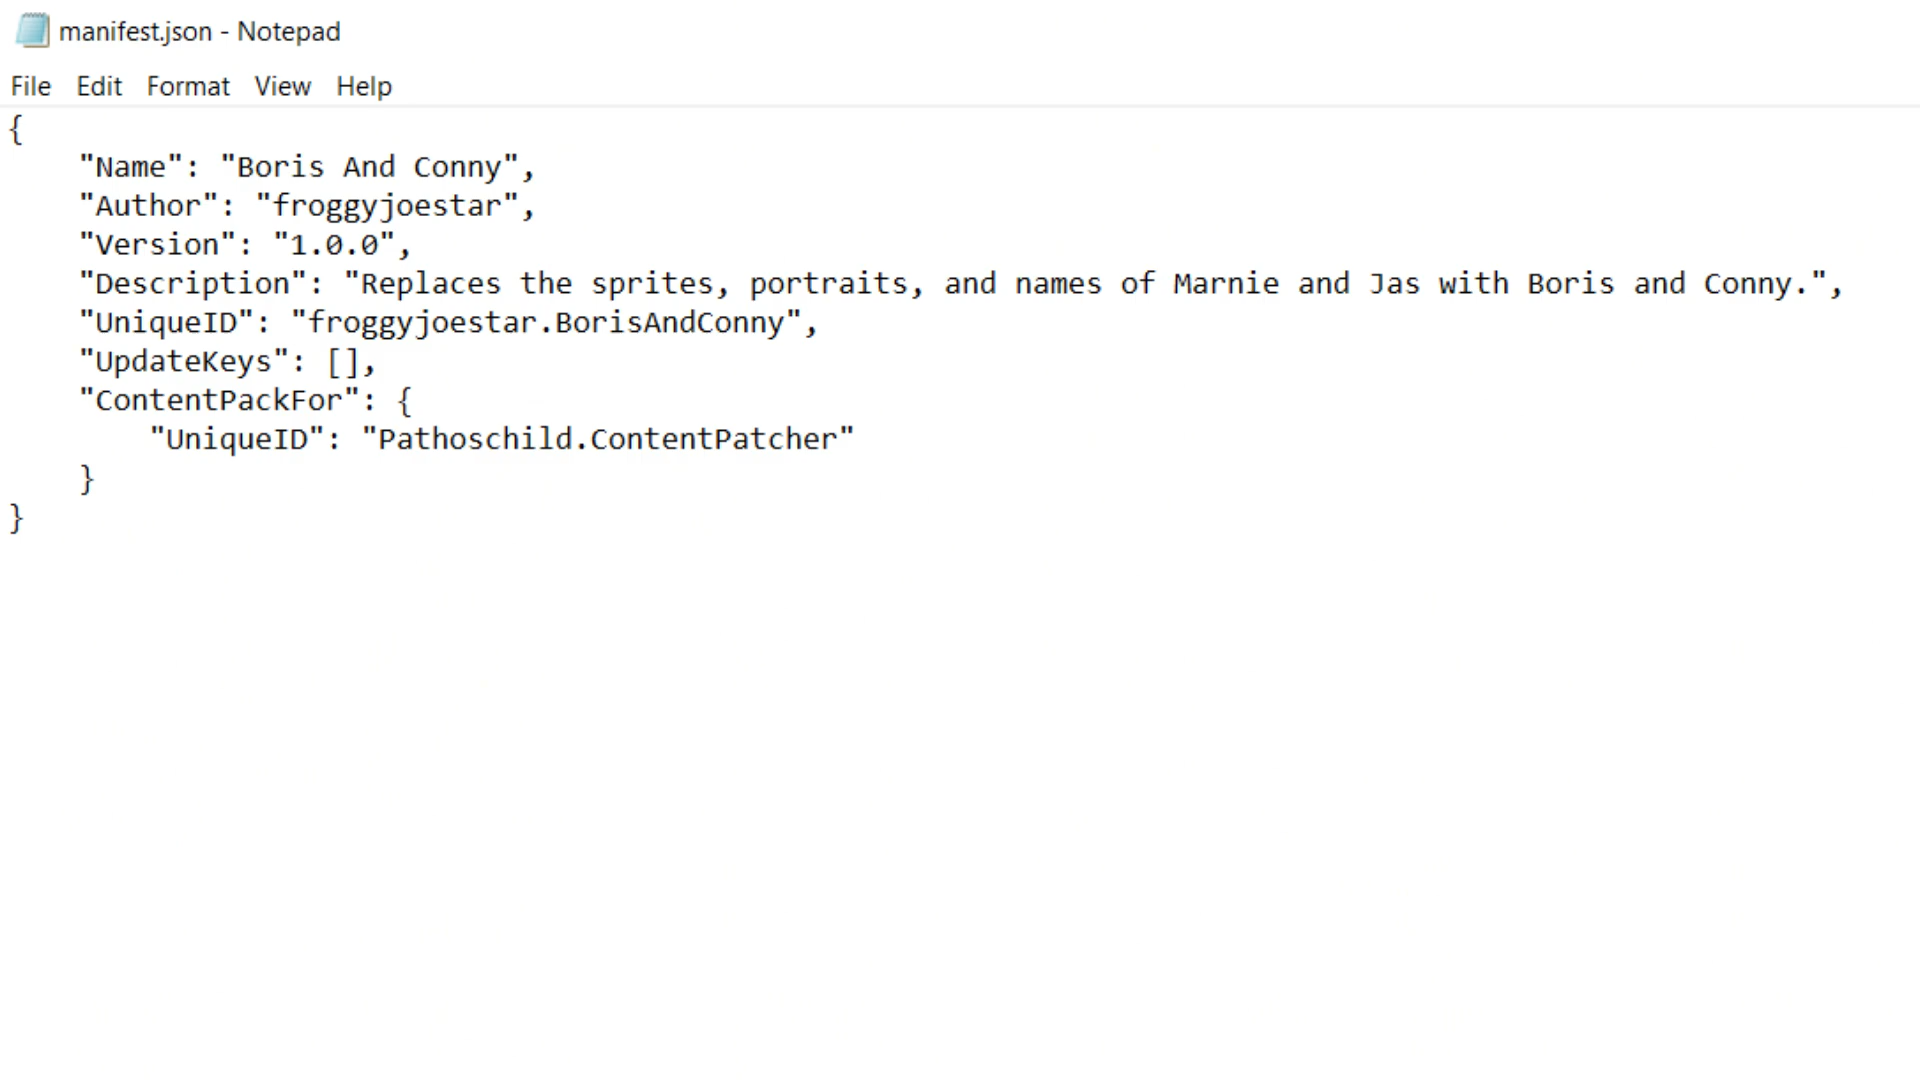 manifest.json - Notepad
File Edit Format View Help
{
"Name": "Boris And Conny",
"Author": "froggyjoestar",
"Version": "1.0.0",
"Description": "Replaces the sprites, portraits, and names of Marnie and Jas with Boris and Conny.",
"UniqueID": "froggyjoestar.BorisAndConny",
"UpdateKeys": [],
"ContentPackFor": {
"UniqueID": "Pathoschild.ContentPatcher"
}
}